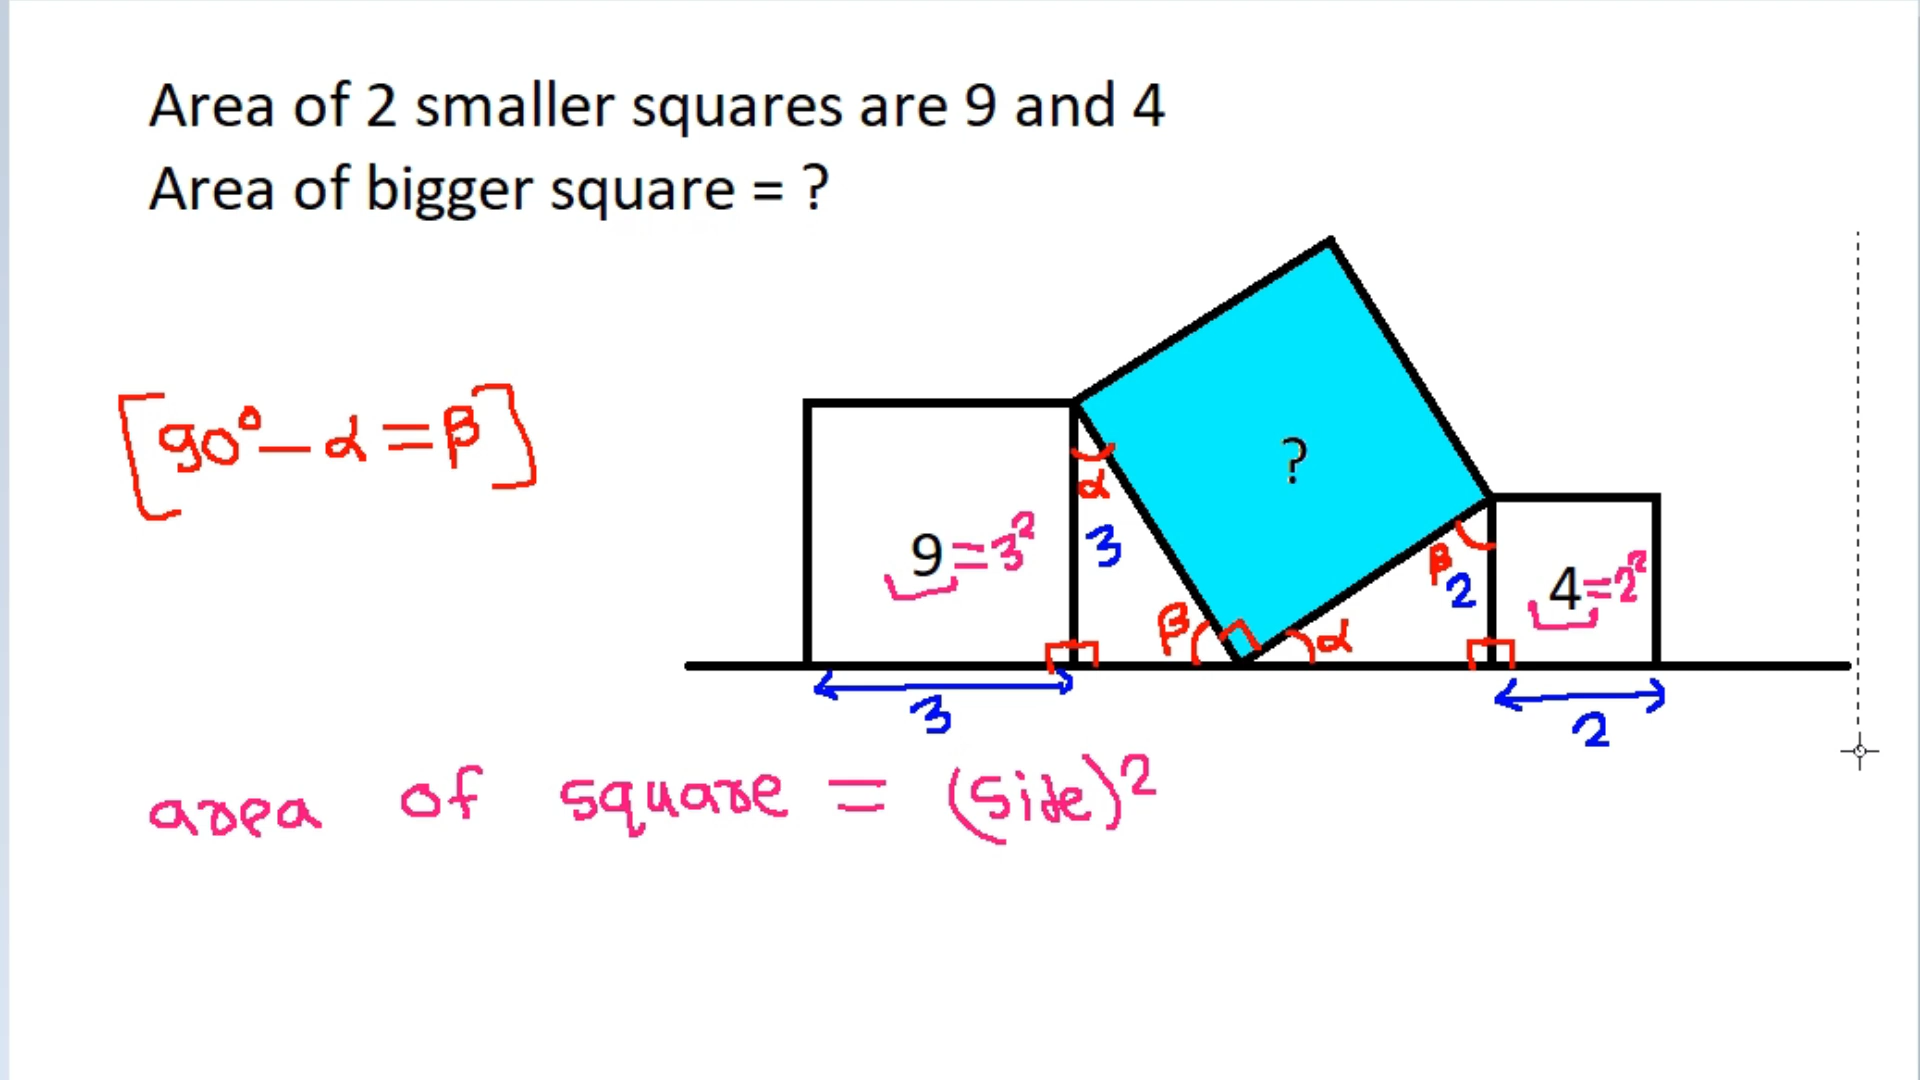 Area of 2 smaller squares are 9 and 4
Area of bigger square = ?
[90° - α = β]
?
α
3
9 = 3²
β
2
4 = 2²
β
α
3
2
area of square = (side)²